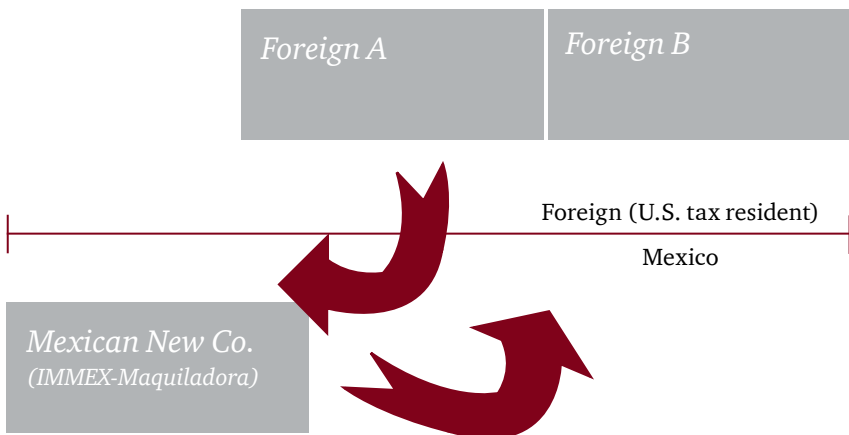 Foreign A
Foreign B
Foreign (U.S. tax resident)
Mexico
Mexican New Co.
(IMMEX-Maquiladora)